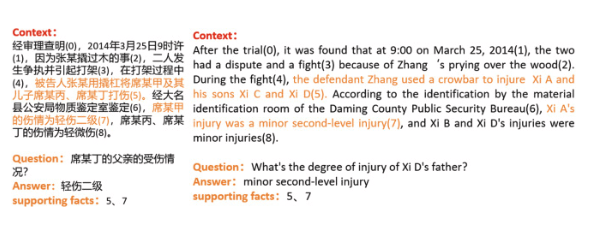 Context:
经审理查明(0)，2014年3月25日9时许
(1)，因为张某撬过木的事(2)，二人发
生争执并引起打架(3)，在打架过程中
(4)，被告人张某用撬杠将席某甲及其
儿子席某丙、席某丁打伤(5)。经大名
县公安局物质鉴定室鉴定(6)，席某甲
的伤情为轻伤二级(7)，席某丙、席某
丁的伤情为轻微伤(8)。
Question：席某丁的父亲的受伤情
况?
Answer：轻伤二级
supporting facts：5、7
Context:
After the trial(0), it was found that at 9:00 on March 25, 2014(1), the two
had a dispute and a fight(3) because of Zhang 's prying over the wood(2).
During the fight(4), the defendant Zhang used a crowbar to injure Xi A and
his sons Xi C and Xi D(5). According to the identification by the material
identification room of the Daming County Public Security Bureau(6), Xi A's
injury was a minor second-level injury(7), and Xi B and Xi D's injuries were
minor injuries(8).
Question：What's the degree of injury of Xi D's father?
Answer：minor second-level injury
supporting facts：5、7